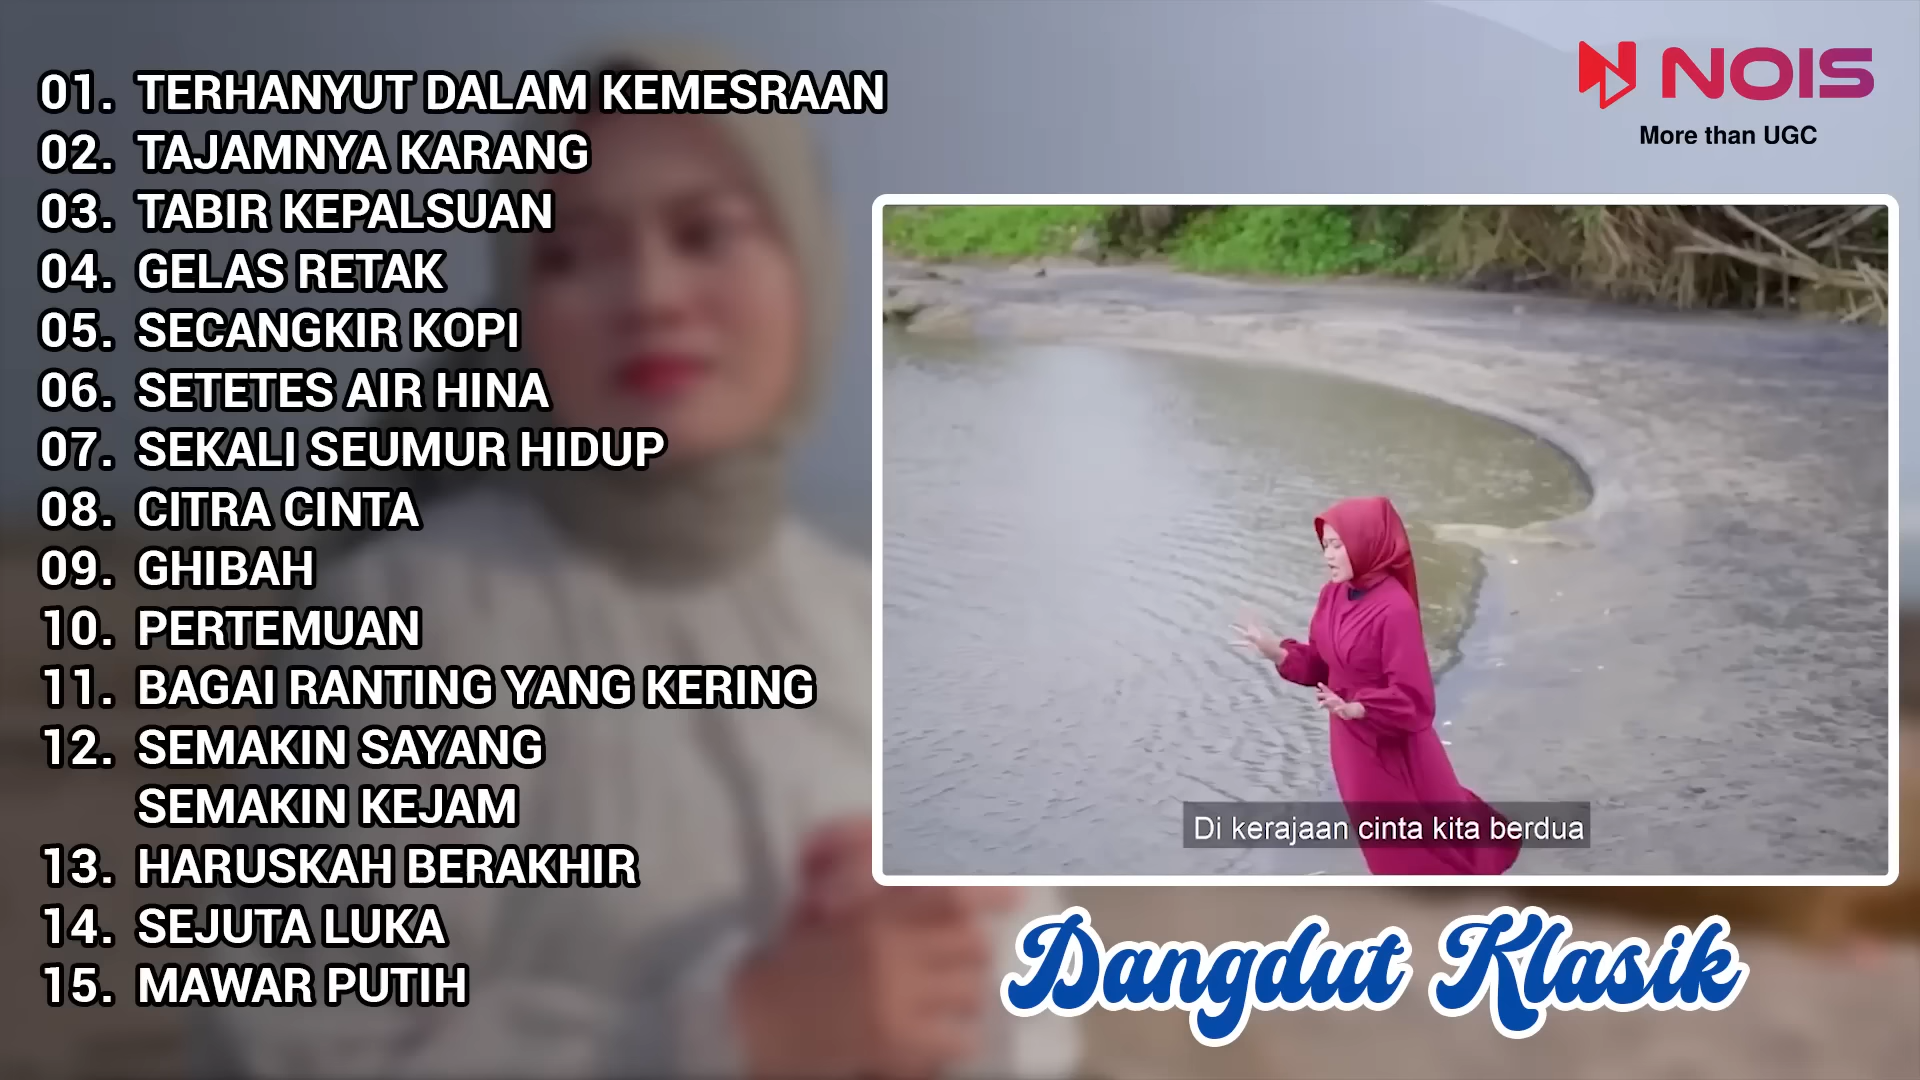 01. TERHANYUT DALAM KEMESRAAN
02. TAJAMNYA KARANG
03. TABIR KEPALSUAN
04. GELAS RETAK
05. SECANGKIR KOPI
06. SETETES AIR HINA
07. SEKALI SEUMUR HIDUP
08. CITRA CINTA
09. GHIBAH
10. PERTEMUAN
11. BAGAI RANTING YANG KERING
12. SEMAKIN SAYANG
SEMAKIN KEJAM
13. HARUSKAH BERAKHIR
14. SEJUTA LUKA
15. MAWAR PUTIH
NOIS
More than UGC
Di kerajaan cinta kita berdua
Dangdut Klasik